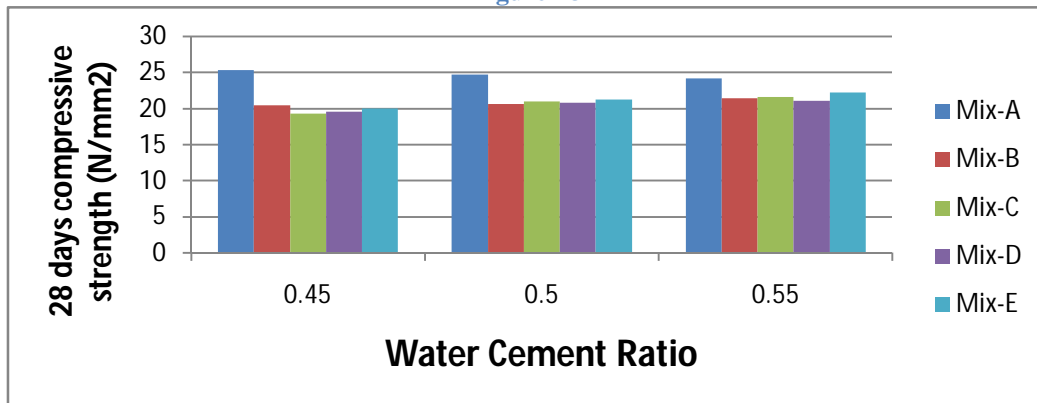 30
25
20
15
10
5
0
28 days compressive
strength (N/mm2)
0.45
0.5
0.55
Water Cement Ratio
Mix-A
Mix-B
Mix-C
Mix-D
Mix-E